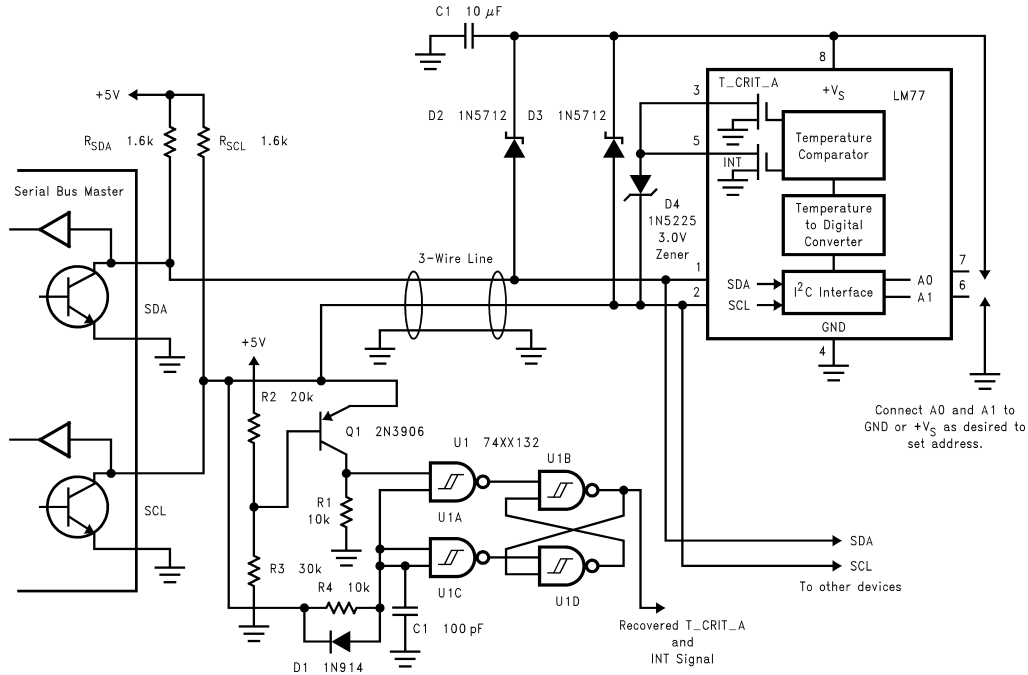 C1 10 μF
+5V
R_SDA 1.6k
R_SCL 1.6k
D2 1N5712
D3 1N5712
3
T_CRIT_A
8
+V_S
LM77
5
INT
Temperature
Comparator
D4
1N5225
3.0V
Zener
Temperature
to Digital
Converter
Serial Bus Master
SDA
3-Wire Line
1
2
SDA
SCL
I²C Interface
A0
A1
7
6
GND
4
Connect A0 and A1 to
GND or +V_S as desired to
set address.
+5V
R2 20k
Q1 2N3906
U1 74XX132
U1B
R1
10k
U1A
SCL
R3 30k
R4 10k
U1C
U1D
C1 100 pF
D1 1N914
Recovered T_CRIT_A
and
INT Signal
SDA
SCL
To other devices